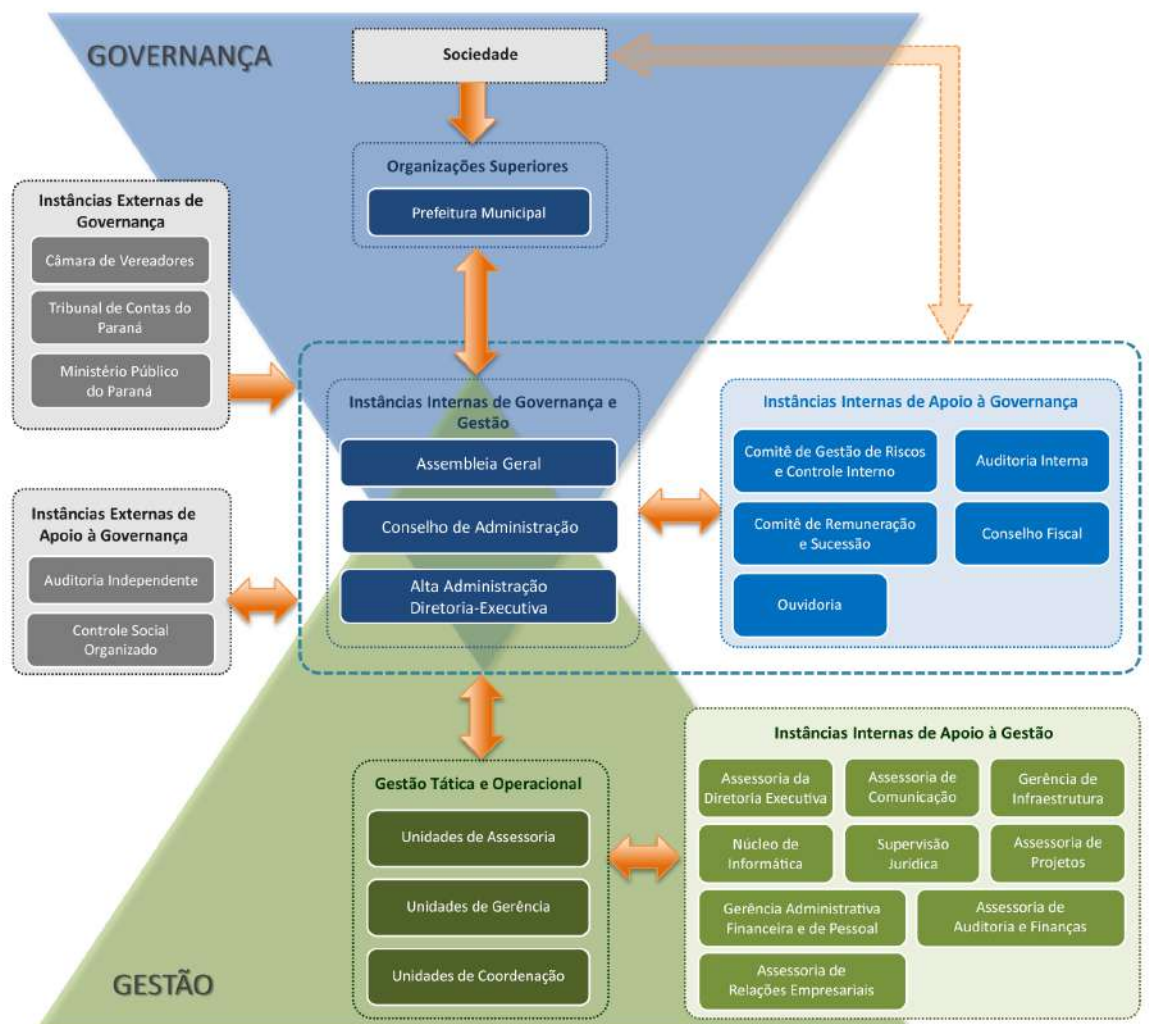 GOVERNANÇA
Sociedade
Organizações Superiores
Prefeitura Municipal
Instâncias Externas de
Governança
Câmara de Vereadores
Tribunal de Contas do
Paraná
Ministério Público
do Paraná
Instâncias Internas de Governança e
Gestão
Assembleia Geral
Conselho de Administração
Alta Administração
Diretoria-Executiva
Instâncias Internas de Apoio à Governança
Comitê de Gestão de Riscos
e Controle Interno
Auditoria Interna
Comitê de Remuneração
e Sucessão
Conselho Fiscal
Ouvidoria
Instâncias Externas de
Apoio à Governança
Auditoria Independente
Controle Social
Organizado
Gestão Tática e Operacional
Unidades de Assessoria
Unidades de Gerência
Unidades de Coordenação
Instâncias Internas de Apoio à Gestão
Assessoria da
Diretoria Executiva
Assessoria de
Comunicação
Gerência de
Infraestrutura
Núcleo de
Informática
Supervisão
Jurídica
Assessoria de
Projetos
Gerência Administrativa
Financeira e de Pessoal
Assessoria de
Auditoria e Finanças
Assessoria de
Relações Empresariais
GESTÃO